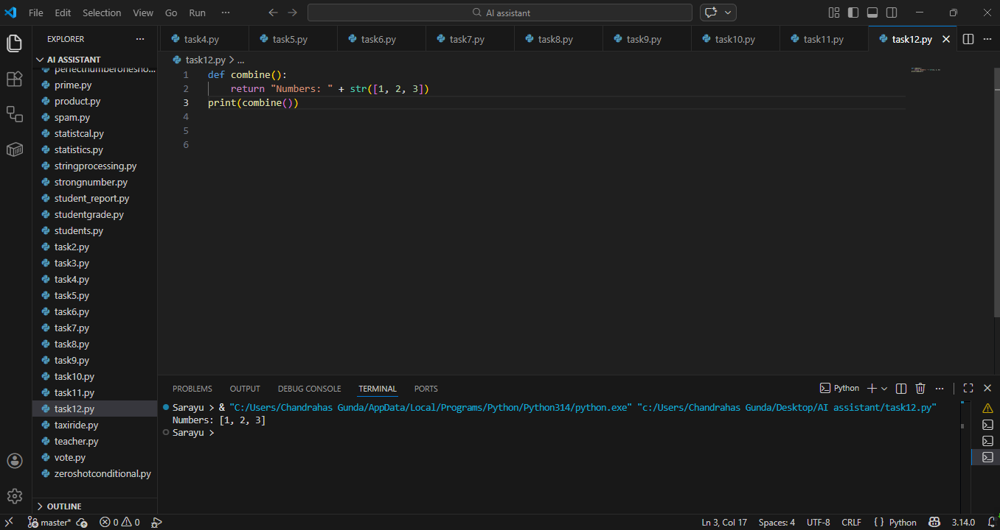 File Edit Selection View Go Run ··· AI assistant
EXPLORER ···
task4.py task5.py task6.py task7.py task8.py task9.py task10.py task11.py task12.py ···
AI ASSISTANT
perfectnumberonesho...
prime.py
product.py
spam.py
statistcal.py
statistics.py
stringprocessing.py
strongnumber.py
student_report.py
studentgrade.py
students.py
task2.py
task3.py
task4.py
task5.py
task6.py
task7.py
task8.py
task9.py
task10.py
task11.py
task12.py
taxiride.py
teacher.py
vote.py
zeroshotconditional.py
OUTLINE
task12.py > ...
1 def combine():
2     return "Numbers: " + str([1, 2, 3])
3 print(combine())
4
5
6
PROBLEMS OUTPUT DEBUG CONSOLE TERMINAL PORTS Python ···
Sarayu > & "C:/Users/Chandrahas Gunda/AppData/Local/Programs/Python/Python314/python.exe" "c:/Users/Chandrahas Gunda/Desktop/AI assistant/task12.py"
Numbers: [1, 2, 3]
Sarayu >
master* 0 0 Ln 3, Col 17 Spaces: 4 UTF-8 CRLF { } Python 3.14.0